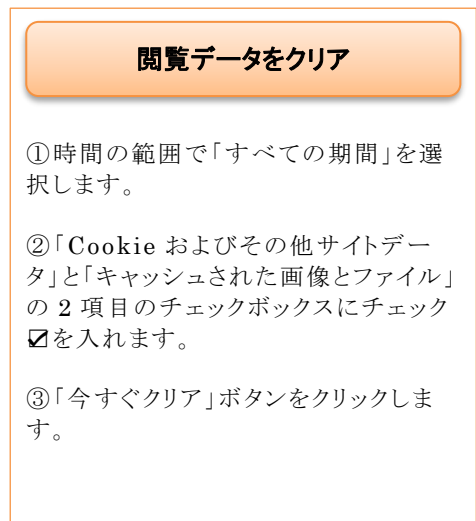 閲覧データをクリア
①時間の範囲で「すべての期間」を選
択します。
②「Cookie およびその他サイトデー
タ」と「キャッシュされた画像とファイル」
の 2 項目のチェックボックスにチェック
☑を入れます。
③「今すぐクリア」ボタンをクリックしま
す。